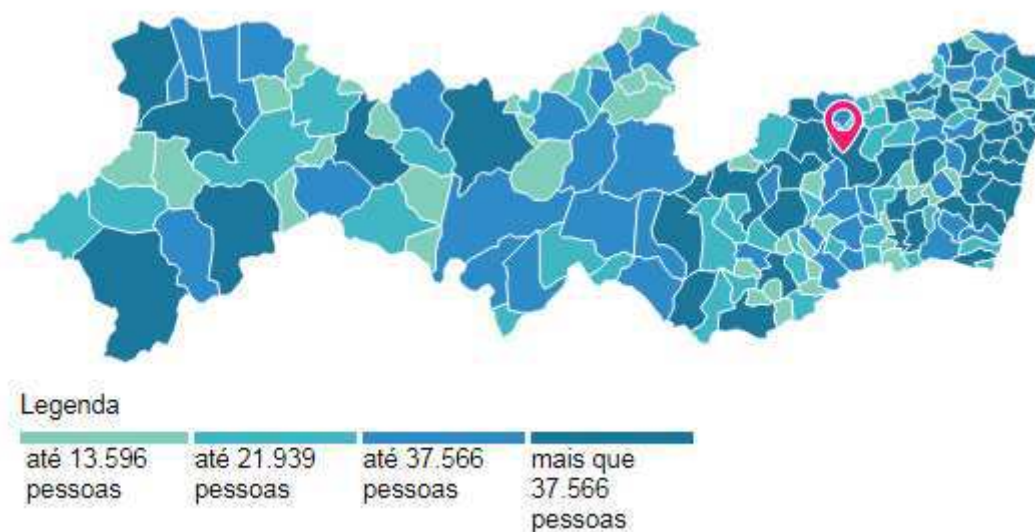 Legenda
até 13.596
pessoas
até 21.939
pessoas
até 37.566
pessoas
mais que
37.566
pessoas